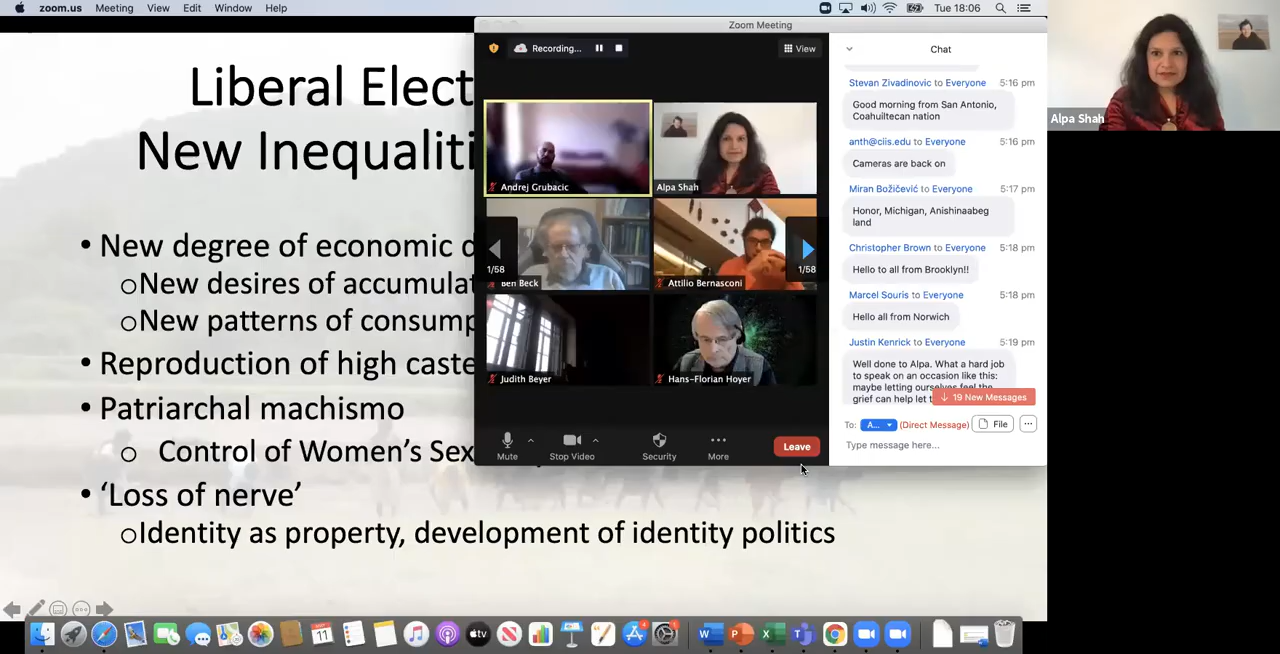 zoom.us Meeting View Edit Window Help Tue 18:06
Liberal Elect
New Inequaliti
• New degree of economic d
○New desires of accumulat
○New patterns of consump
• Reproduction of high caste
• Patriarchal machismo
○ Control of Women's Sex
• 'Loss of nerve'
○Identity as property, development of identity politics
Zoom Meeting
Recording...
View
Andrej Grubacic
Alpa Shah
1/58
1/58
Ben Beck
Attilio Bernasconi
Judith Beyer
Hans-Florian Hoyer
Mute
Stop Video
Security
More
Leave
Chat
Stevan Zivadinovic to Everyone 5:16 pm
Good morning from San Antonio,
Coahuiltecan nation
anth@ciis.edu to Everyone 5:16 pm
Cameras are back on
Miran Božičević to Everyone 5:17 pm
Honor, Michigan, Anishinaabeg
land
Christopher Brown to Everyone 5:18 pm
Hello to all from Brooklyn!!
Marcel Souris to Everyone 5:18 pm
Hello all from Norwich
Justin Kenrick to Everyone 5:19 pm
Well done to Alpa. What a hard job
to speak on an occasion like this:
maybe letting ourselves feel the
grief can help let t
↓ 19 New Messages
To: A... (Direct Message) File
Type message here...
Alpa Shah
11
tv